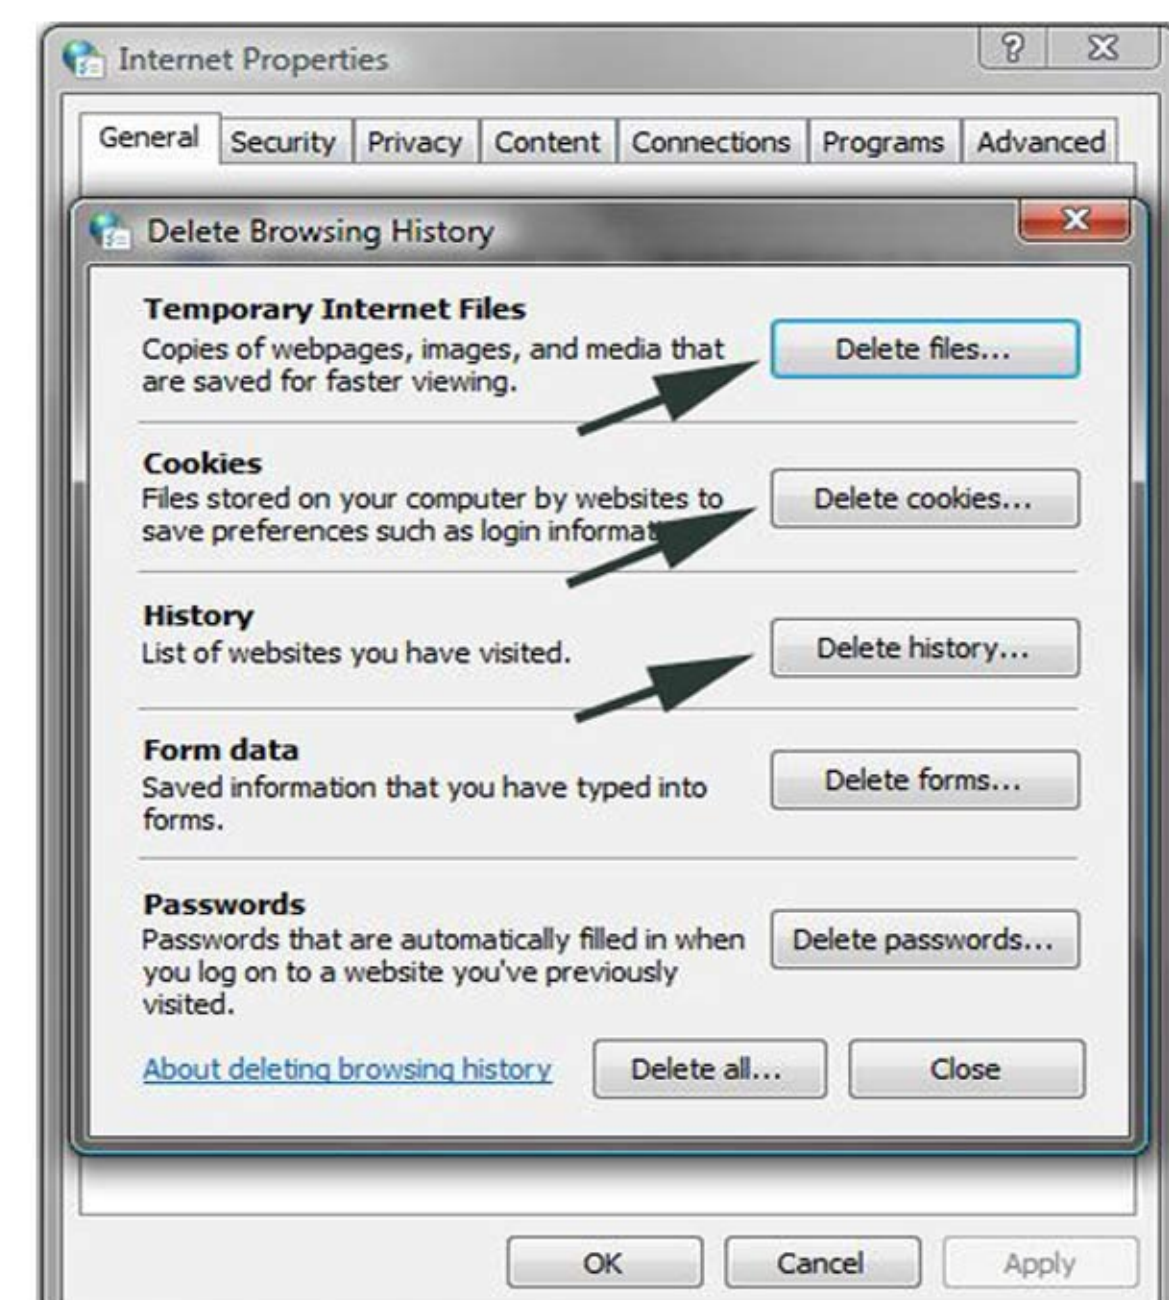 Internet Properties
General Security Privacy Content Connections Programs Advanced
Delete Browsing History
Temporary Internet Files
Copies of webpages, images, and media that
are saved for faster viewing.
Delete files...
Cookies
Files stored on your computer by websites to
save preferences such as login
Delete cookies...
History
List of websites you have visited.
Delete history...
Form data
Saved information that you have typed into
forms.
Delete forms...
Passwords
Passwords that are automatically filled in when
you log on to a website you've previously
visited.
Delete passwords...
About deleting browsing history
Delete all...
Close
OK
Cancel
Apply